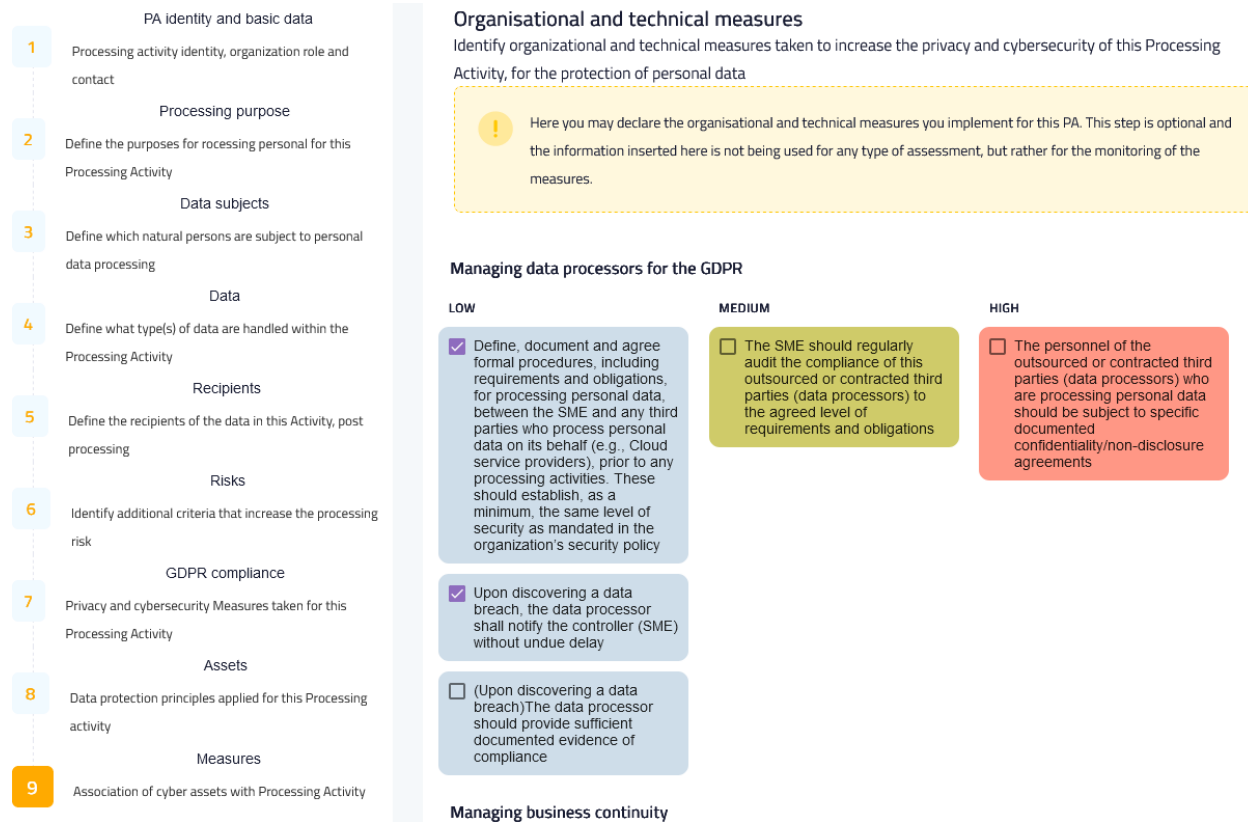 PA identity and basic data
1
Processing activity identity, organization role and
contact
Processing purpose
2
Define the purposes for rocessing personal for this
Processing Activity
Data subjects
3
Define which natural persons are subject to personal
data processing
Data
4
Define what type(s) of data are handled within the
Processing Activity
Recipients
5
Define the recipients of the data in this Activity, post
processing
Risks
6
Identify additional criteria that increase the processing
risk
GDPR compliance
7
Privacy and cybersecurity Measures taken for this
Processing Activity
Assets
8
Data protection principles applied for this Processing
activity
Measures
9
Association of cyber assets with Processing Activity
Organisational and technical measures
Identify organizational and technical measures taken to increase the privacy and cybersecurity of this Processing
Activity, for the protection of personal data
!
Here you may declare the organisational and technical measures you implement for this PA. This step is optional and
the information inserted here is not being used for any type of assessment, but rather for the monitoring of the
measures.
Managing data processors for the GDPR
LOW
Define, document and agree
formal procedures, including
requirements and obligations,
for processing personal data,
between the SME and any third
parties who process personal
data on its behalf (e.g., Cloud
service providers), prior to any
processing activities. These
should establish, as a
minimum, the same level of
security as mandated in the
organization's security policy
Upon discovering a data
breach, the data processor
shall notify the controller (SME)
without undue delay
(Upon discovering a data
breach)The data processor
should provide sufficient
documented evidence of
compliance
MEDIUM
The SME should regularly
audit the compliance of this
outsourced or contracted third
parties (data processors) to
the agreed level of
requirements and obligations
HIGH
The personnel of the
outsourced or contracted third
parties (data processors) who
are processing personal data
should be subject to specific
documented
confidentiality/non-disclosure
agreements
Managing business continuity